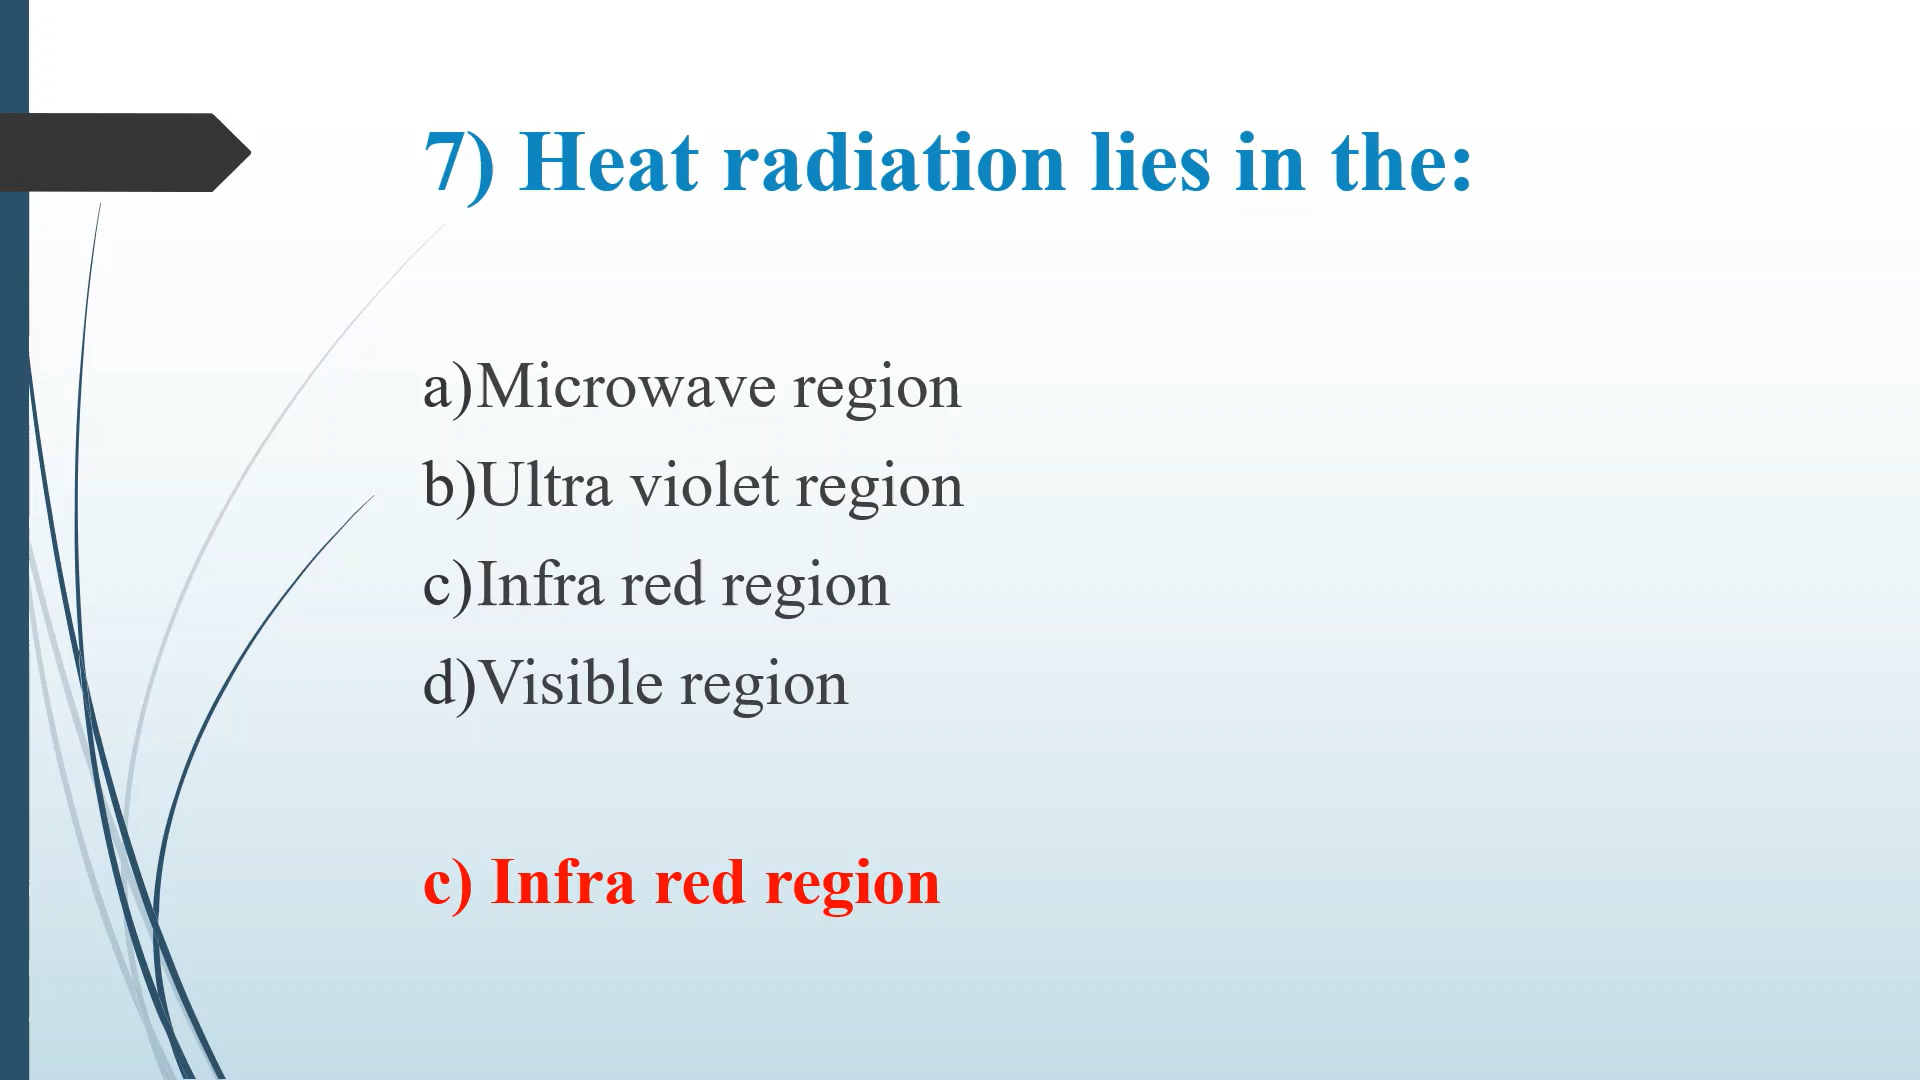 7) Heat radiation lies in the:
a)Microwave region
b)Ultra violet region
c)Infra red region
d)Visible region
c) Infra red region